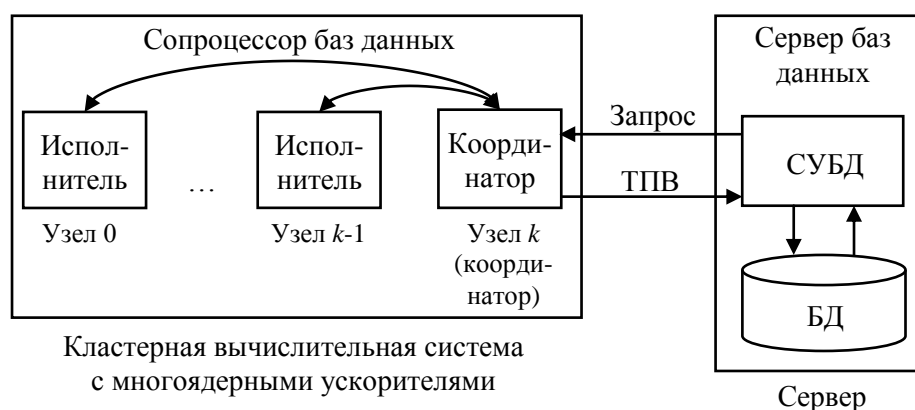 Сопроцессор баз данных
Сервер баз
данных
Испол-
нитель
…
Испол-
нитель
Коорди-
натор
Запрос
ТПВ
СУБД
Узел 0
Узел k-1
Узел k
(коорди-
натор)
БД
Кластерная вычислительная система
с многоядерными ускорителями
Сервер